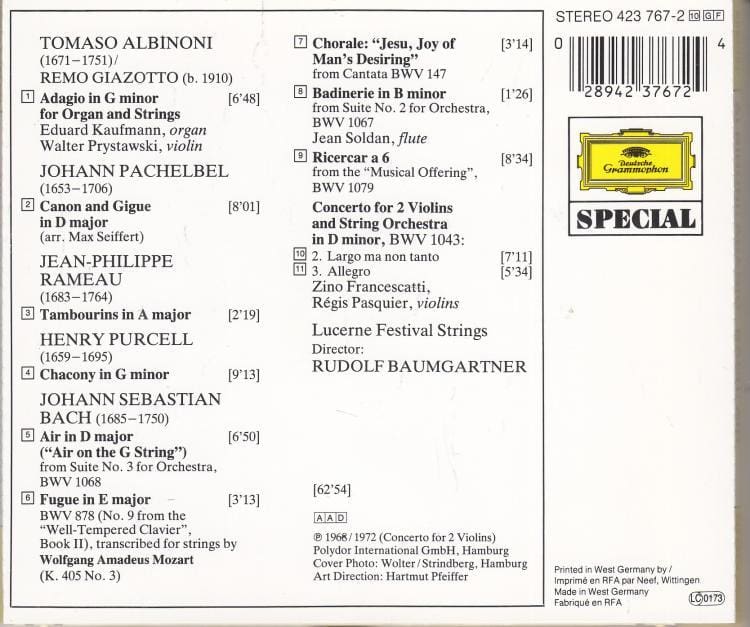 TOMASO ALBINONI
(1671–1751)/
REMO GIAZOTTO (b. 1910)
1 Adagio in G minor [6'48]
for Organ and Strings
Eduard Kaufmann, organ
Walter Prystawski, violin
JOHANN PACHELBEL
(1653–1706)
2 Canon and Gigue [8'01]
in D major
(arr. Max Seiffert)
JEAN-PHILIPPE
RAMEAU
(1683–1764)
3 Tambourins in A major [2'19]
HENRY PURCELL
(1659–1695)
4 Chacony in G minor [9'13]
JOHANN SEBASTIAN
BACH (1685–1750)
5 Air in D major [6'50]
("Air on the G String")
from Suite No. 3 for Orchestra,
BWV 1068
6 Fugue in E major [3'13]
BWV 878 (No. 9 from the
"Well-Tempered Clavier",
Book II), transcribed for strings by
Wolfgang Amadeus Mozart
(K. 405 No. 3)
7 Chorale: "Jesu, Joy of [3'14]
Man's Desiring"
from Cantata BWV 147
8 Badinerie in B minor [1'26]
from Suite No. 2 for Orchestra,
BWV 1067
Jean Soldan, flute
9 Ricercar a 6 [8'34]
from the "Musical Offering",
BWV 1079
Concerto for 2 Violins
and String Orchestra
in D minor, BWV 1043:
10 2. Largo ma non tanto [7'11]
11 3. Allegro [5'34]
Zino Francescatti,
Régis Pasquier, violins
Lucerne Festival Strings
Director:
RUDOLF BAUMGARTNER
[62'54]
A A D
℗ 1968/1972 (Concerto for 2 Violins)
Polydor International GmbH, Hamburg
Cover Photo: Wolter/Strindberg, Hamburg
Art Direction: Hartmut Pfeiffer
STEREO 423 767-2 10 G F
0 4
28942 37672
Deutsche
Grammophon
SPECIAL
Printed in West Germany by/
Imprimé en RFA par Neef, Wittingen
Made in West Germany
Fabriqué en RFA
LC 0173